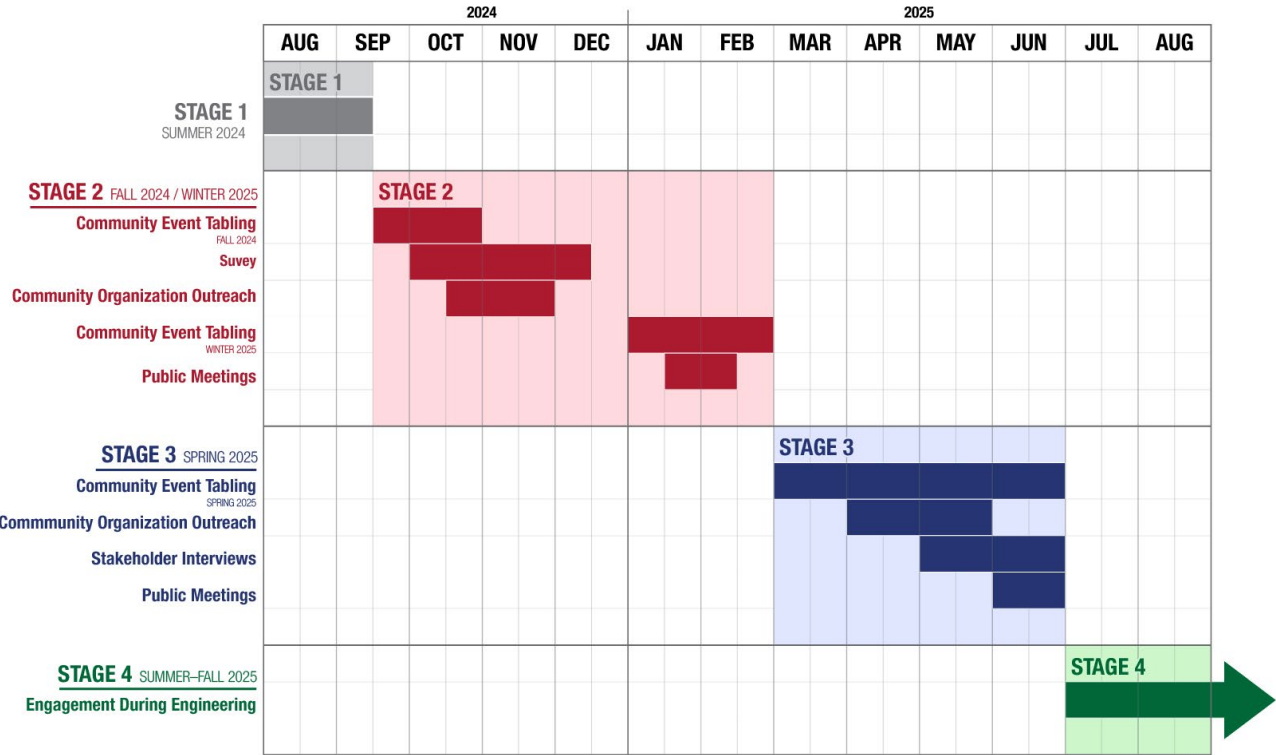 2024 2025
AUG SEP OCT NOV DEC JAN FEB MAR APR MAY JUN JUL AUG
STAGE 1
STAGE 1
SUMMER 2024
STAGE 2 FALL 2024 / WINTER 2025
STAGE 2
Community Event Tabling
FALL 2024
Suvey
Community Organization Outreach
Community Event Tabling
WINTER 2025
Public Meetings
STAGE 3 SPRING 2025
STAGE 3
Community Event Tabling
SPRING 2025
Commmunity Organization Outreach
Stakeholder Interviews
Public Meetings
STAGE 4 SUMMER–FALL 2025
STAGE 4
Engagement During Engineering